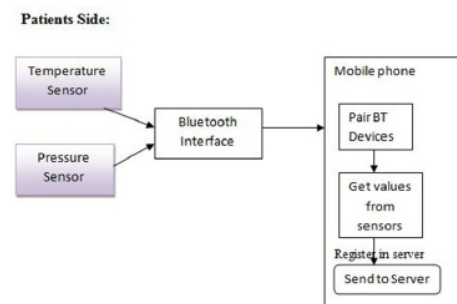 Patients Side:
Temperature
Sensor
Pressure
Sensor
Bluetooth
Interface
Mobile phone
Pair BT
Devices
Get values
from
sensors
Register in server
Send to Server